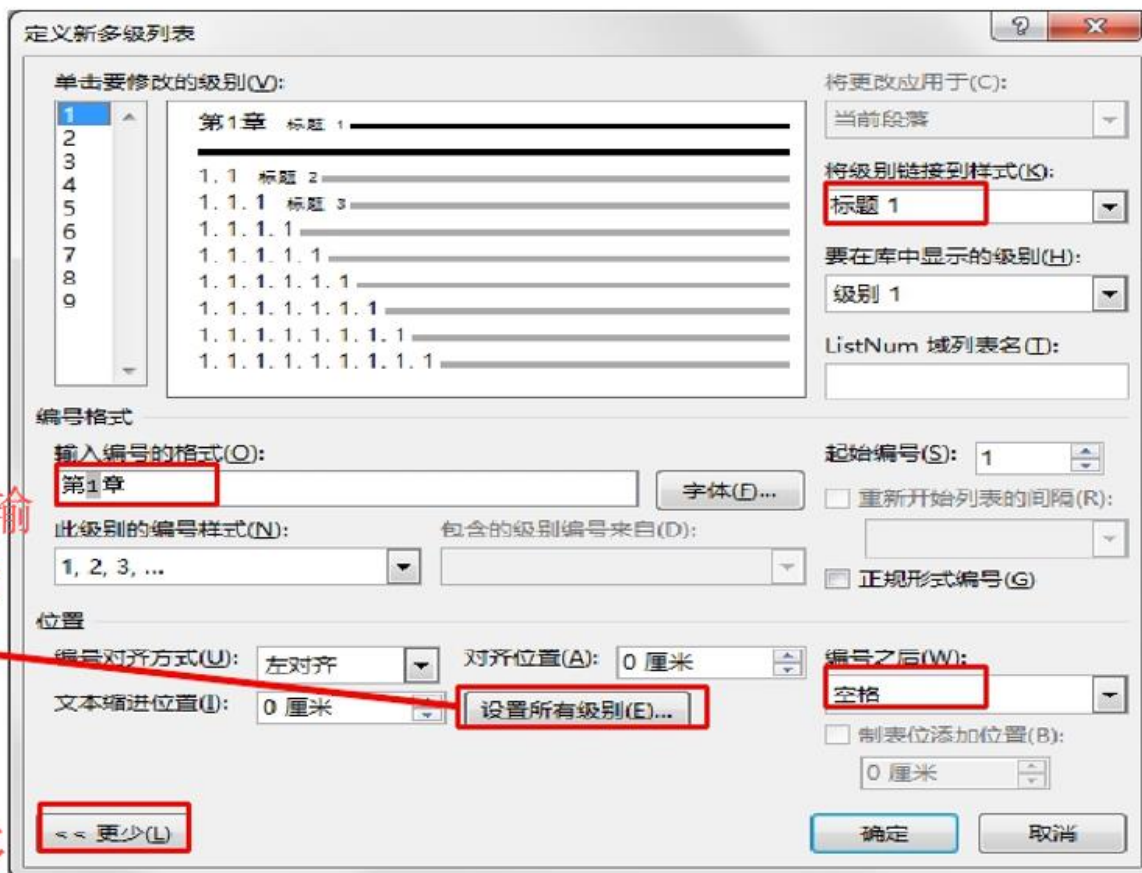 定义新多级列表
单击要修改的级别(V):
将更改应用于(C):
1
2
3
4
5
6
7
8
9
第1章 标题 1
1.1 标题 2
1.1.1 标题 3
1.1.1.1
1.1.1.1.1
1.1.1.1.1.1
1.1.1.1.1.1.1
1.1.1.1.1.1.1.1
1.1.1.1.1.1.1.1.1
当前段落
将级别链接到样式(K):
标题 1
要在库中显示的级别(H):
级别 1
ListNum 域列表名(T):
编号格式
输入编号的格式(O):
第1章
字体(F)...
起始编号(S): 1
重新开始列表的间隔(R):
输
此级别的编号样式(N):
包含的级别编号来自(D):
1, 2, 3, ...
正规形式编号(G)
位置
编号对齐方式(U): 左对齐
对齐位置(A): 0 厘米
编号之后(W):
文本缩进位置(I): 0 厘米
设置所有级别(E)...
空格
制表位添加位置(B):
0 厘米
<< 更少(L)
确定
取消